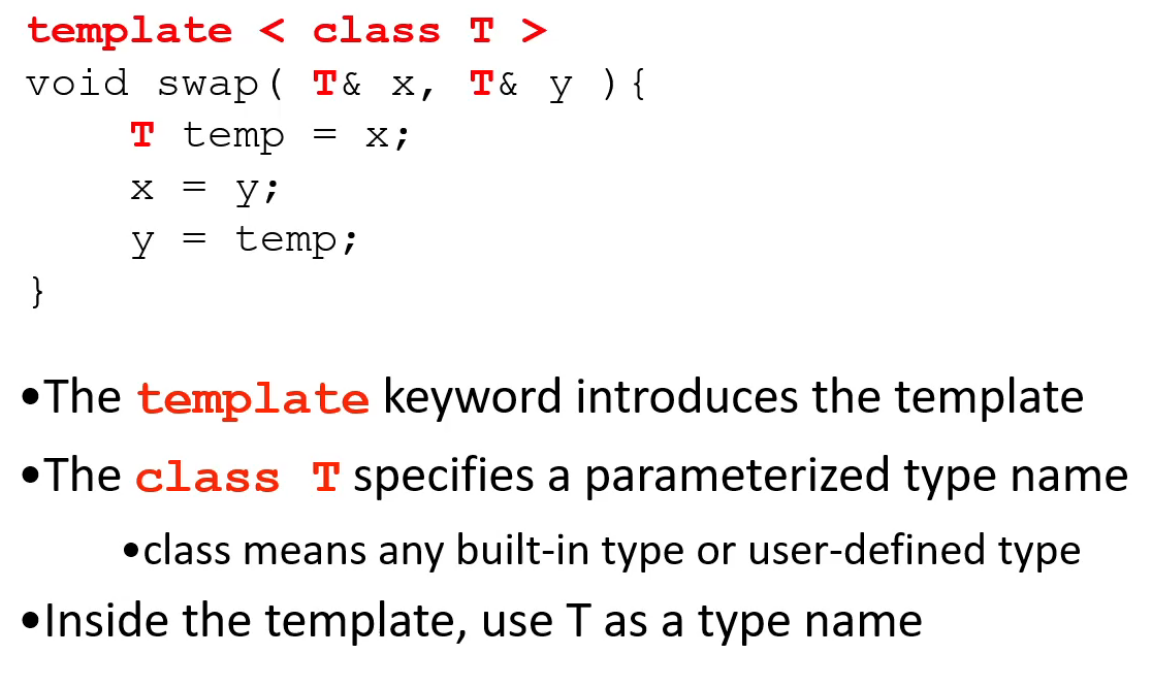 template < class T >
void swap( T& x, T& y ){
T temp = x;
x = y;
y = temp;
}
•The template keyword introduces the template
•The class T specifies a parameterized type name
•class means any built-in type or user-defined type
•Inside the template, use T as a type name